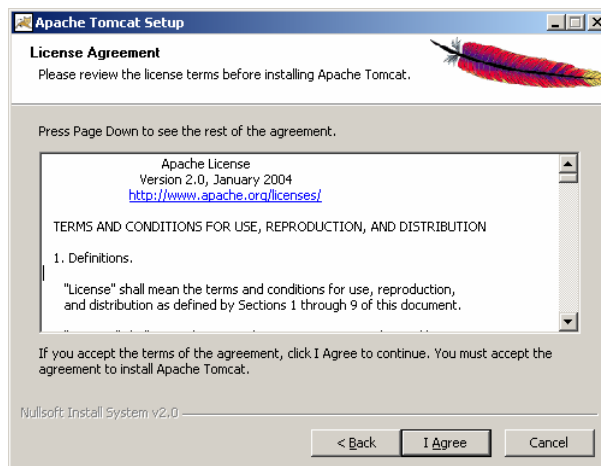 Apache Tomcat Setup
License Agreement
Please review the license terms before installing Apache Tomcat.
Press Page Down to see the rest of the agreement.
Apache License
Version 2.0, January 2004
http://www.apache.org/licenses/
TERMS AND CONDITIONS FOR USE, REPRODUCTION, AND DISTRIBUTION
1. Definitions.
"License" shall mean the terms and conditions for use, reproduction,
and distribution as defined by Sections 1 through 9 of this document.
If you accept the terms of the agreement, click I Agree to continue. You must accept the
agreement to install Apache Tomcat.
Nullsoft Install System v2.0
< Back I Agree Cancel